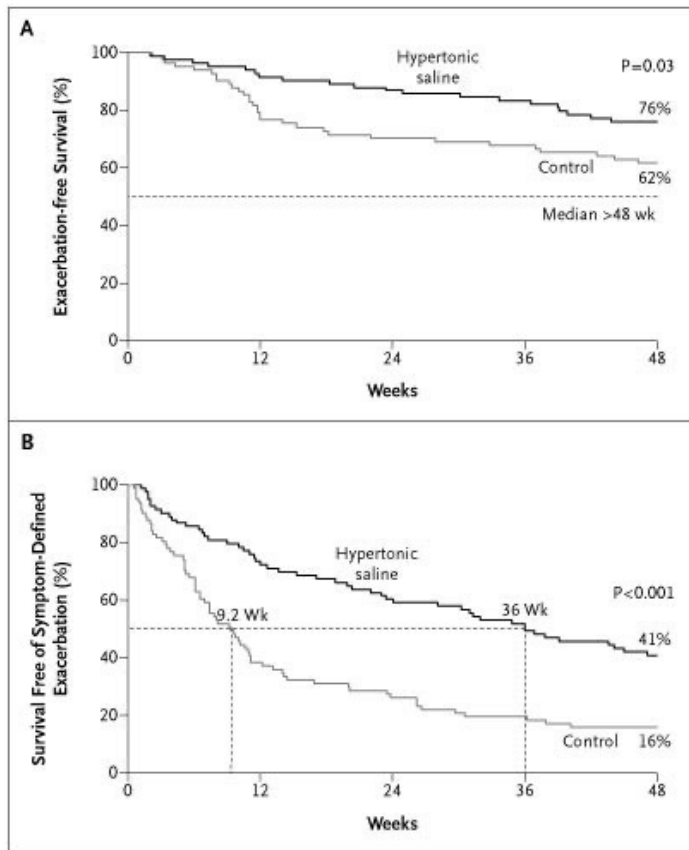 A
Exacerbation-free Survival (%)
100
80
60
40
20
0
Hypertonic
saline
P=0.03
76%
Control
62%
Median >48 wk
0 12 24 36 48
Weeks
B
Survival Free of Symptom-Defined
Exacerbation (%)
100
80
60
40
20
0
Hypertonic
saline
P<0.001
9.2 Wk
36 Wk
41%
Control
16%
0 12 24 36 48
Weeks